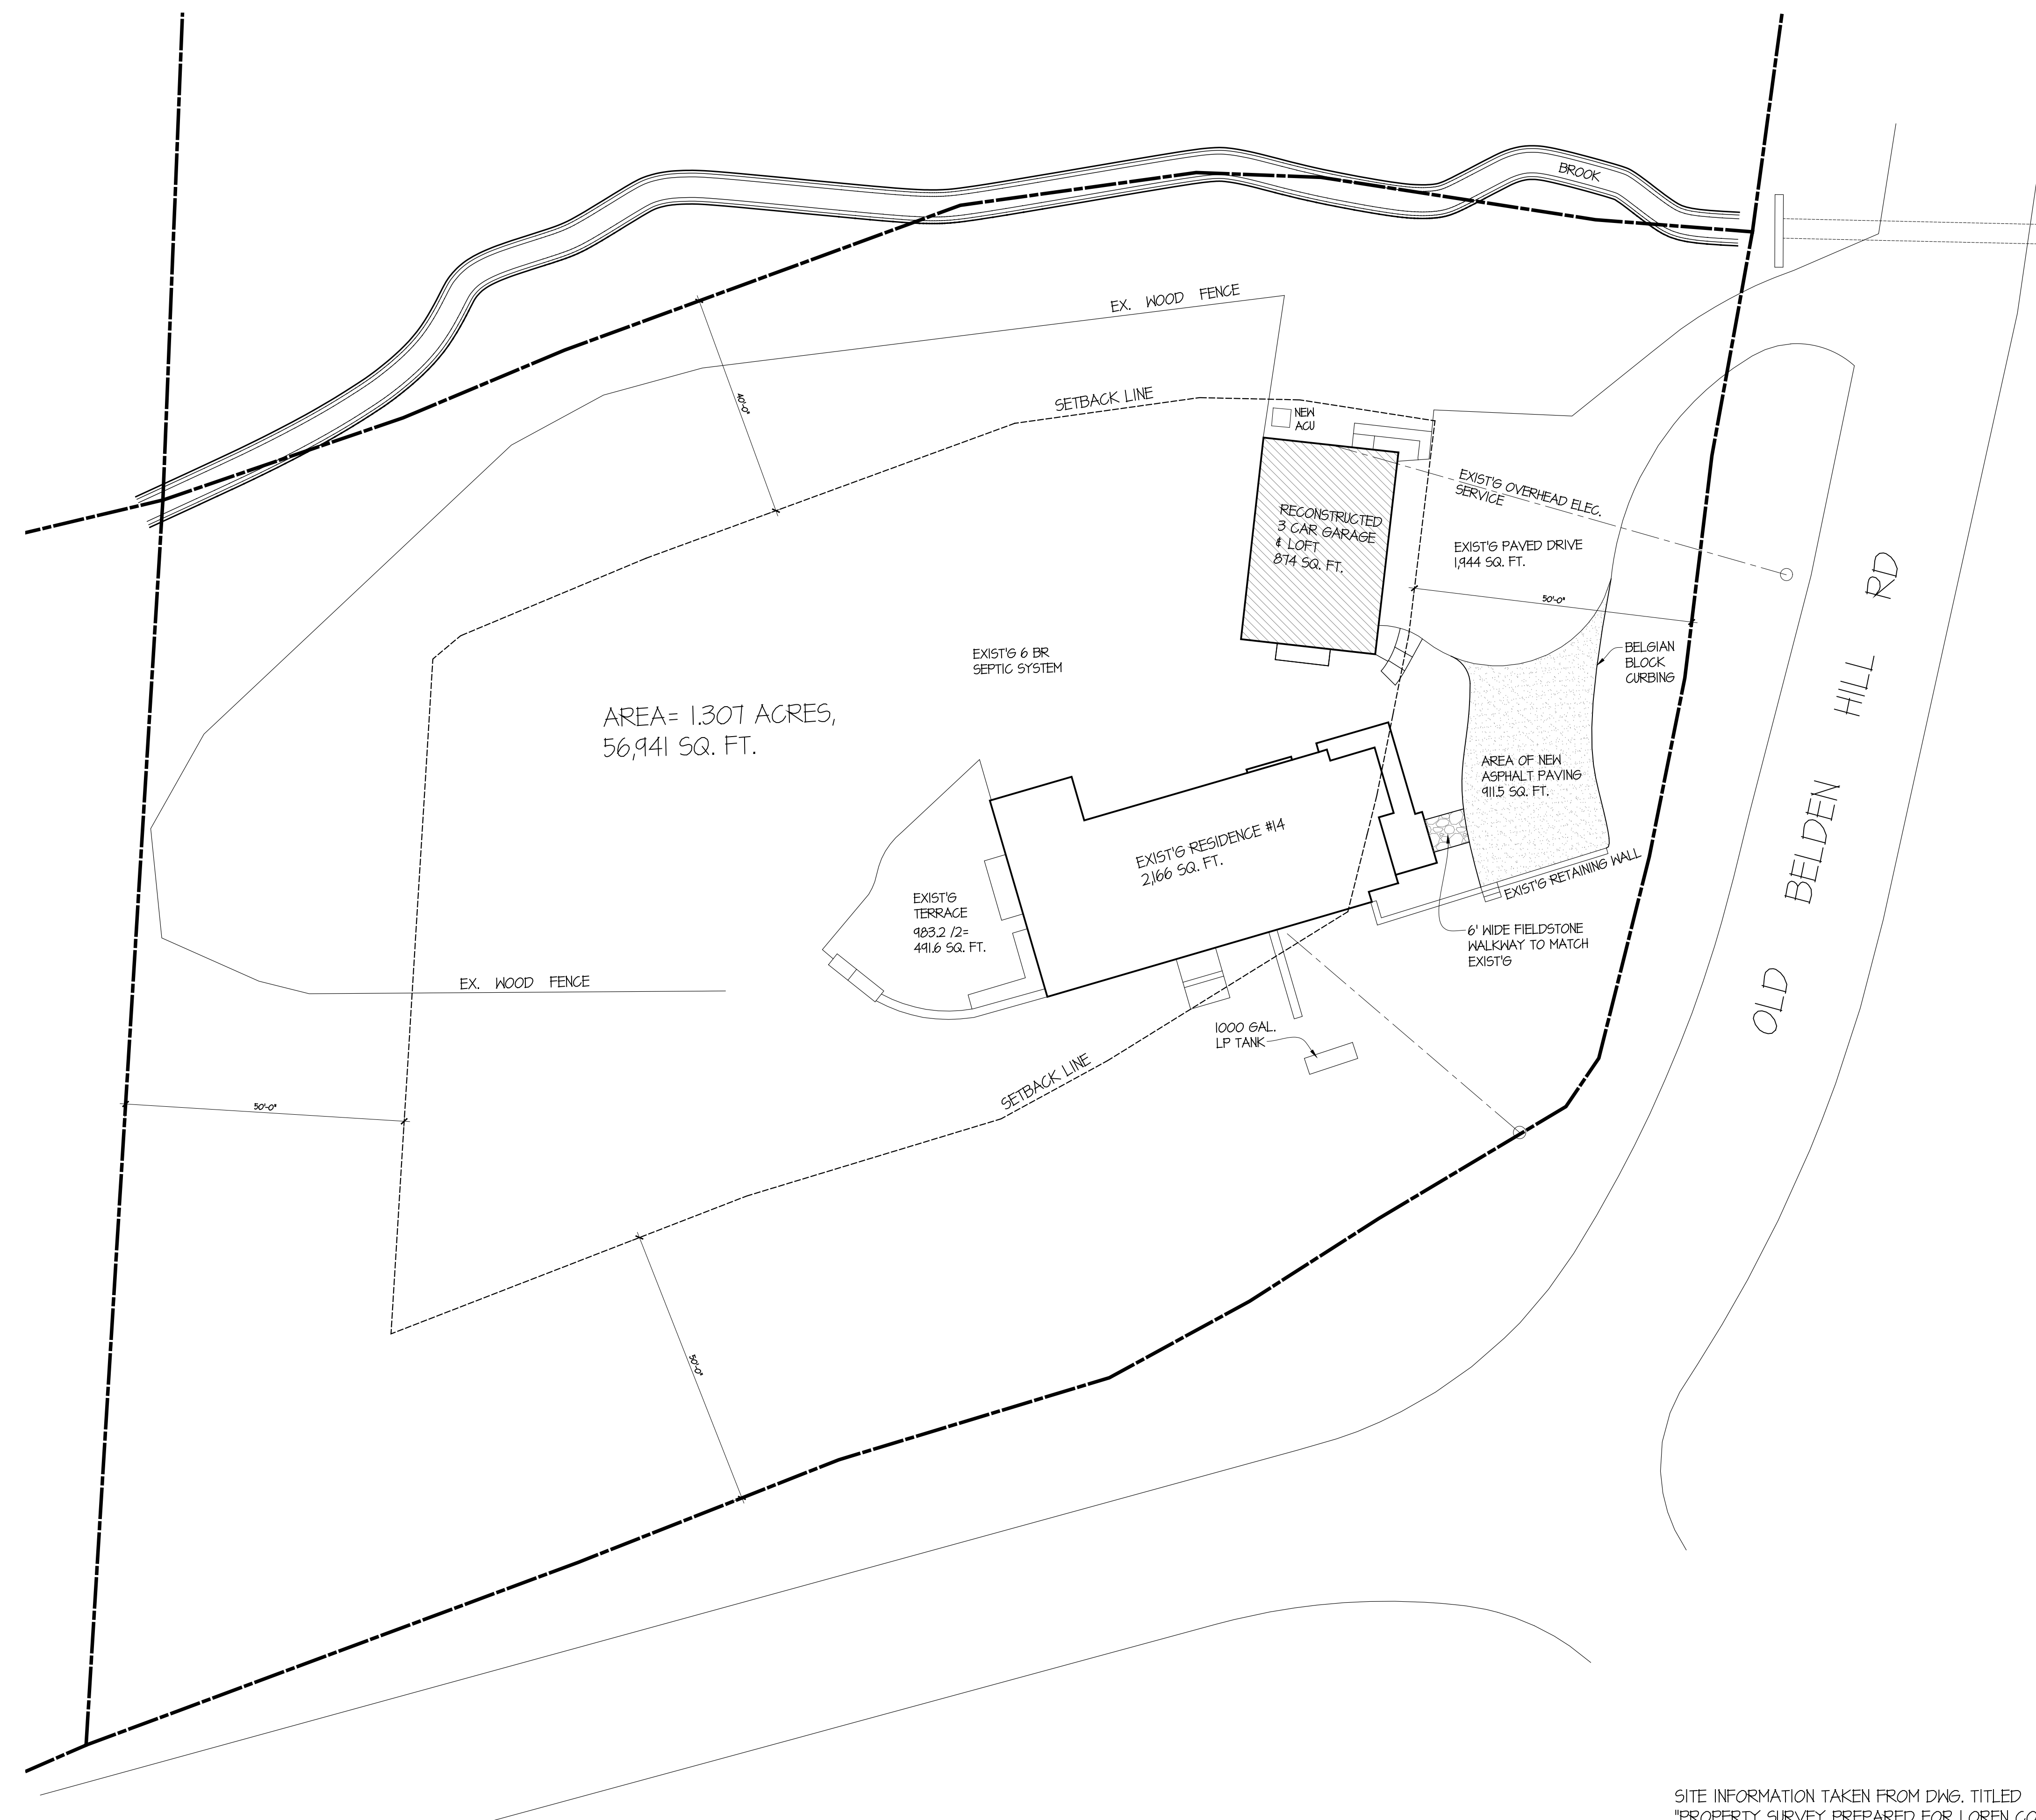 BROOK
EX. WOOD FENCE
40'-0"
SETBACK LINE
NEW
ACU
EXIST'G OVERHEAD ELEC.
SERVICE
RECONSTRUCTED
3 CAR GARAGE
& LOFT
874 SQ. FT.
EXIST'G PAVED DRIVE
1,944 SQ. FT.
50'-0"
OLD BELDEN HILL RD
BELGIAN
BLOCK
CURBING
EXIST'G 6 BR
SEPTIC SYSTEM
AREA= 1.307 ACRES,
56,941 SQ. FT.
AREA OF NEW
ASPHALT PAVING
911.5 SQ. FT.
EXIST'G RESIDENCE #14
2,166 SQ. FT.
EXIST'G RETAINING WALL
EXIST'G
TERRACE
983.2 /2=
491.6 SQ. FT.
6' WIDE FIELDSTONE
WALKWAY TO MATCH
EXIST'G
EX. WOOD FENCE
1000 GAL.
LP TANK
SETBACK LINE
50'-0"
50'-0"
SITE INFORMATION TAKEN FROM DWG. TITLED
"PROPERTY SURVEY PREPARED FOR LOREN